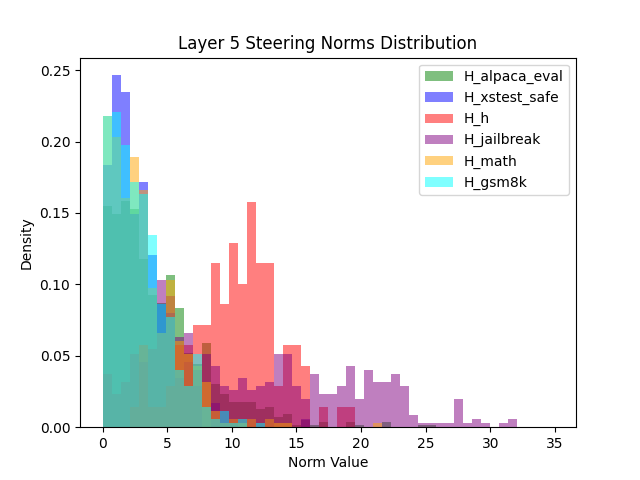 Layer 5 Steering Norms Distribution
H_alpaca_eval
H_xstest_safe
H_h
H_jailbreak
H_math
H_gsm8k
0.25
0.20
0.15
0.10
0.05
0.00
Density
0 5 10 15 20 25 30 35
Norm Value